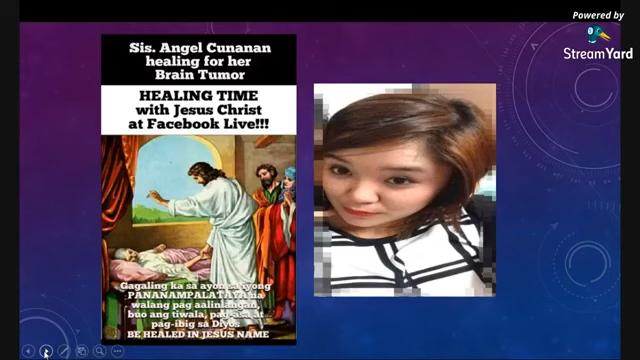 Powered by
StreamYard
Sis. Angel Cunanan
healing for her
Brain Tumor
HEALING TIME
with Jesus Christ
at Facebook Live!!!
Gagaling ka sa ayon sa iyong
PANANAMPALATAYA na
walang pag aalinlangan,
buo ang tiwala, pag-asa at
pag-ibig sa Diyos
BE HEALED IN JESUS NAME